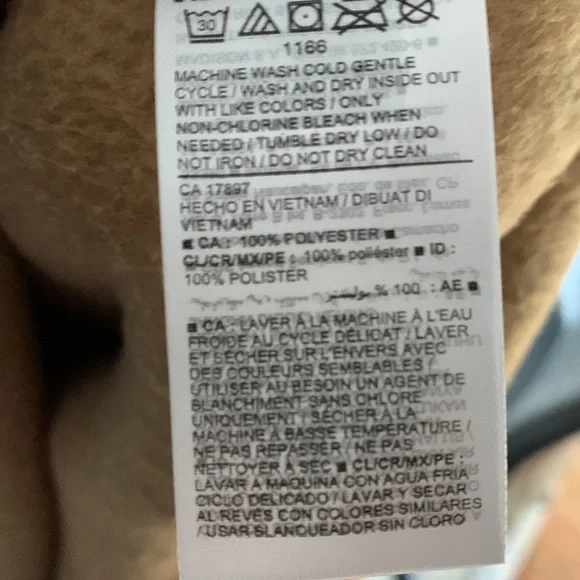 30
1166
MACHINE WASH COLD GENTLE
CYCLE / WASH AND DRY INSIDE OUT
WITH LIKE COLORS / ONLY
NON-CHLORINE BLEACH WHEN
NEEDED / TUMBLE DRY LOW / DO
NOT IRON / DO NOT DRY CLEAN
CA 17897
HECHO EN VIETNAM / DIBUAT DI
VIETNAM
■ CA : 100% POLYESTER ■
CL/CR/MX/PE : 100% poliéster ■ ID :
100% POLISTER
■ AE : 100 % بوليستر
■ CA : LAVER À LA MACHINE À L'EAU
FROIDE AU CYCLE DÉLICAT / LAVER
ET SÉCHER SUR L'ENVERS AVEC
DES COULEURS SEMBLABLES /
UTILISER AU BESOIN UN AGENT DE
BLANCHIMENT SANS CHLORE
UNIQUEMENT / SÉCHER À LA
MACHINE À BASSE TEMPÉRATURE /
NE PAS REPASSER / NE PAS
NETTOYER À SEC ■ CL/CR/MX/PE :
LAVAR A MAQUINA CON AGUA FRIA
CICLO DELICADO / LAVAR Y SECAR
AL REVÉS CON COLORES SIMILARES
/ USAR BLANQUEADOR SIN CLORO